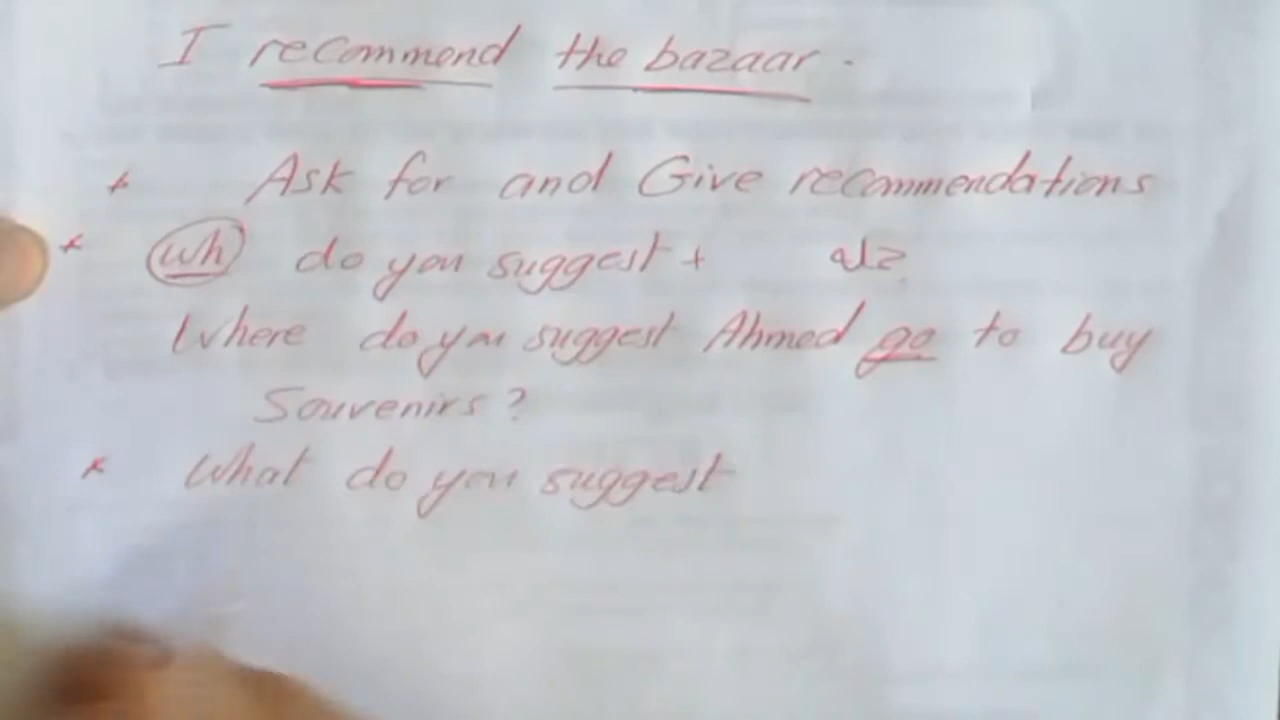 I recommend the bazaar.
* Ask for and Give recommendations
* wh do you suggest + جملة
Where do you suggest Ahmed go to buy
Souvenirs?
* What do you suggest